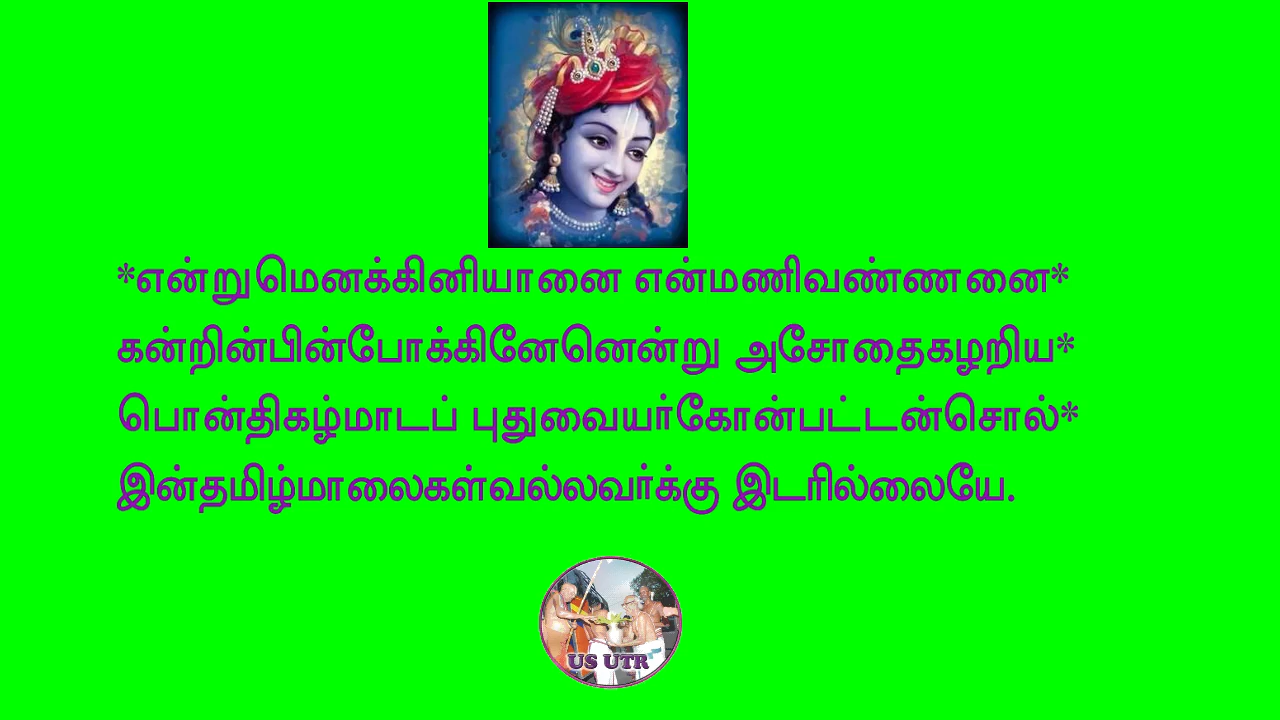 *என்றுமெனக்கினியானை என்மணிவண்ணனை*
கன்றின்பின்போக்கினேனென்று அசோதைகழறிய*
பொன்திகழ்மாடப் புதுவையர்கோன்பட்டன்சொல்*
இன்தமிழ்மாலைகள்வல்லவர்க்கு இடரில்லையே.
US UTR